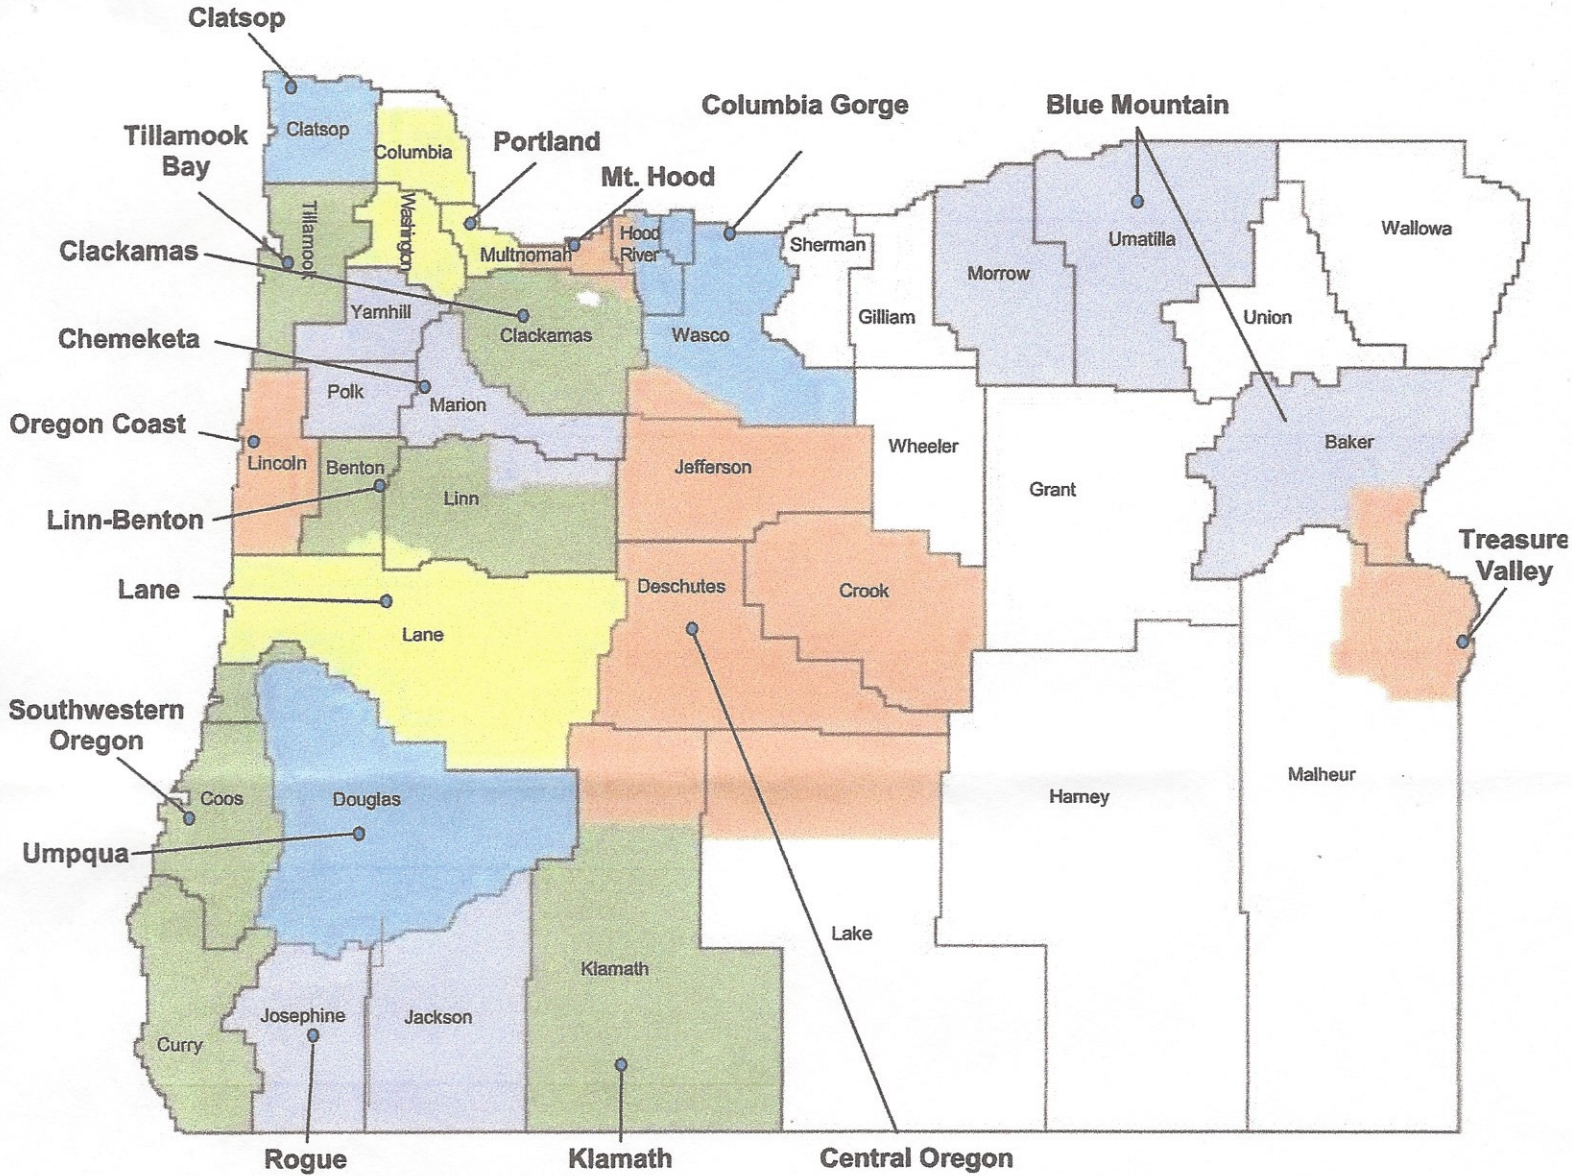 Clatsop
Columbia Gorge
Blue Mountain
Tillamook
Bay
Portland
Mt. Hood
Clackamas
Chemeketa
Oregon Coast
Linn-Benton
Lane
Southwestern
Oregon
Umpqua
Treasure
Valley
Rogue
Klamath
Central Oregon
Clatsop
Columbia
Tillamook
Washington
Multnomah
Hood
River
Sherman
Gilliam
Morrow
Umatilla
Union
Wallowa
Yamhill
Clackamas
Wasco
Polk
Marion
Lincoln
Benton
Linn
Jefferson
Wheeler
Grant
Baker
Lane
Deschutes
Crook
Coos
Douglas
Harney
Malheur
Lake
Klamath
Josephine
Jackson
Curry